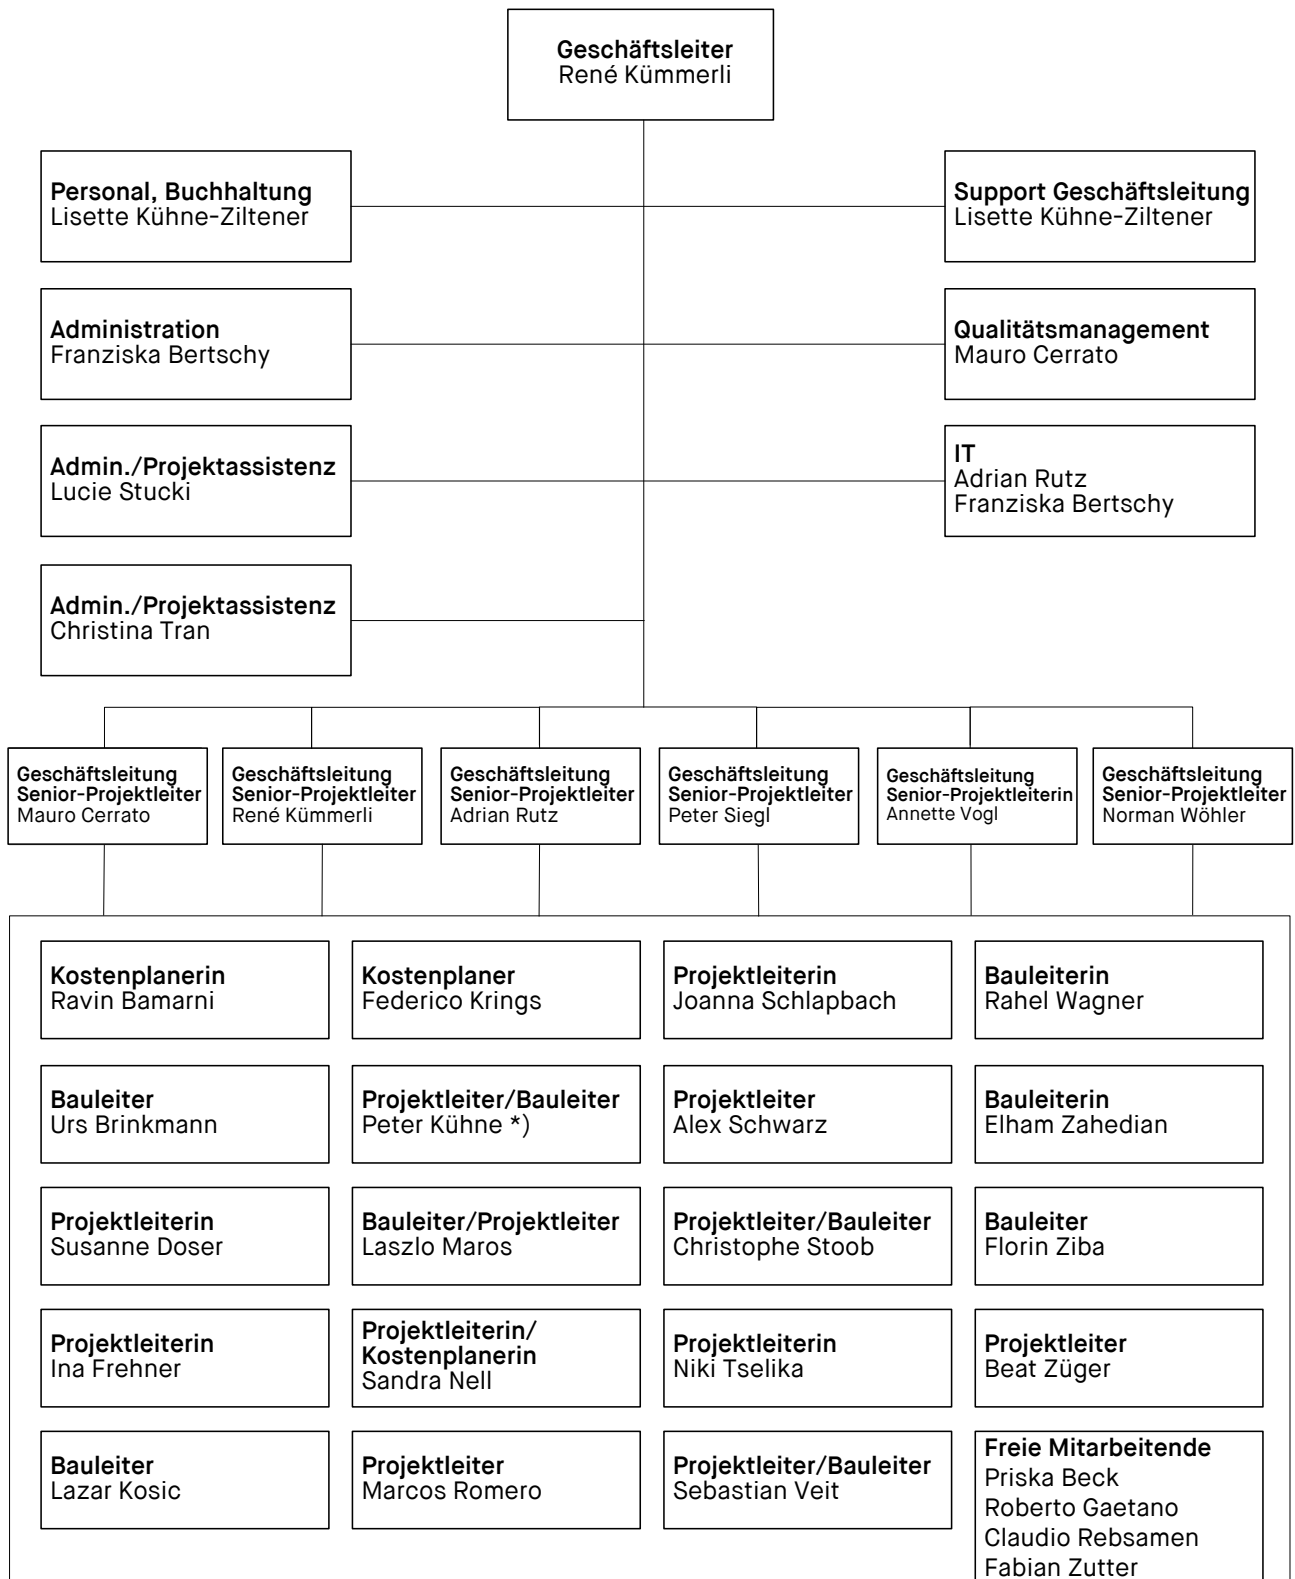 Geschäftsleiter
René Kümmerli
Personal, Buchhaltung
Lisette Kühne-Ziltener
Support Geschäftsleitung
Lisette Kühne-Ziltener
Administration
Franziska Bertschy
Qualitätsmanagement
Mauro Cerrato
Admin./Projektassistenz
Lucie Stucki
IT
Adrian Rutz
Franziska Bertschy
Admin./Projektassistenz
Christina Tran
Geschäftsleitung
Senior-Projektleiter
Mauro Cerrato
Geschäftsleitung
Senior-Projektleiter
René Kümmerli
Geschäftsleitung
Senior-Projektleiter
Adrian Rutz
Geschäftsleitung
Senior-Projektleiter
Peter Siegl
Geschäftsleitung
Senior-Projektleiterin
Annette Vogl
Geschäftsleitung
Senior-Projektleiter
Norman Wöhler
Kostenplanerin
Ravin Bamarni
Kostenplaner
Federico Krings
Projektleiterin
Joanna Schlapbach
Bauleiterin
Rahel Wagner
Bauleiter
Urs Brinkmann
Projektleiter/Bauleiter
Peter Kühne *)
Projektleiter
Alex Schwarz
Bauleiterin
Elham Zahedian
Projektleiterin
Susanne Doser
Bauleiter/Projektleiter
Laszlo Maros
Projektleiter/Bauleiter
Christophe Stoob
Bauleiter
Florin Ziba
Projektleiterin
Ina Frehner
Projektleiterin/
Kostenplanerin
Sandra Nell
Projektleiterin
Niki Tselika
Projektleiter
Beat Züger
Bauleiter
Lazar Kosic
Projektleiter
Marcos Romero
Projektleiter/Bauleiter
Sebastian Veit
Freie Mitarbeitende
Priska Beck
Roberto Gaetano
Claudio Rebsamen
Fabian Zutter